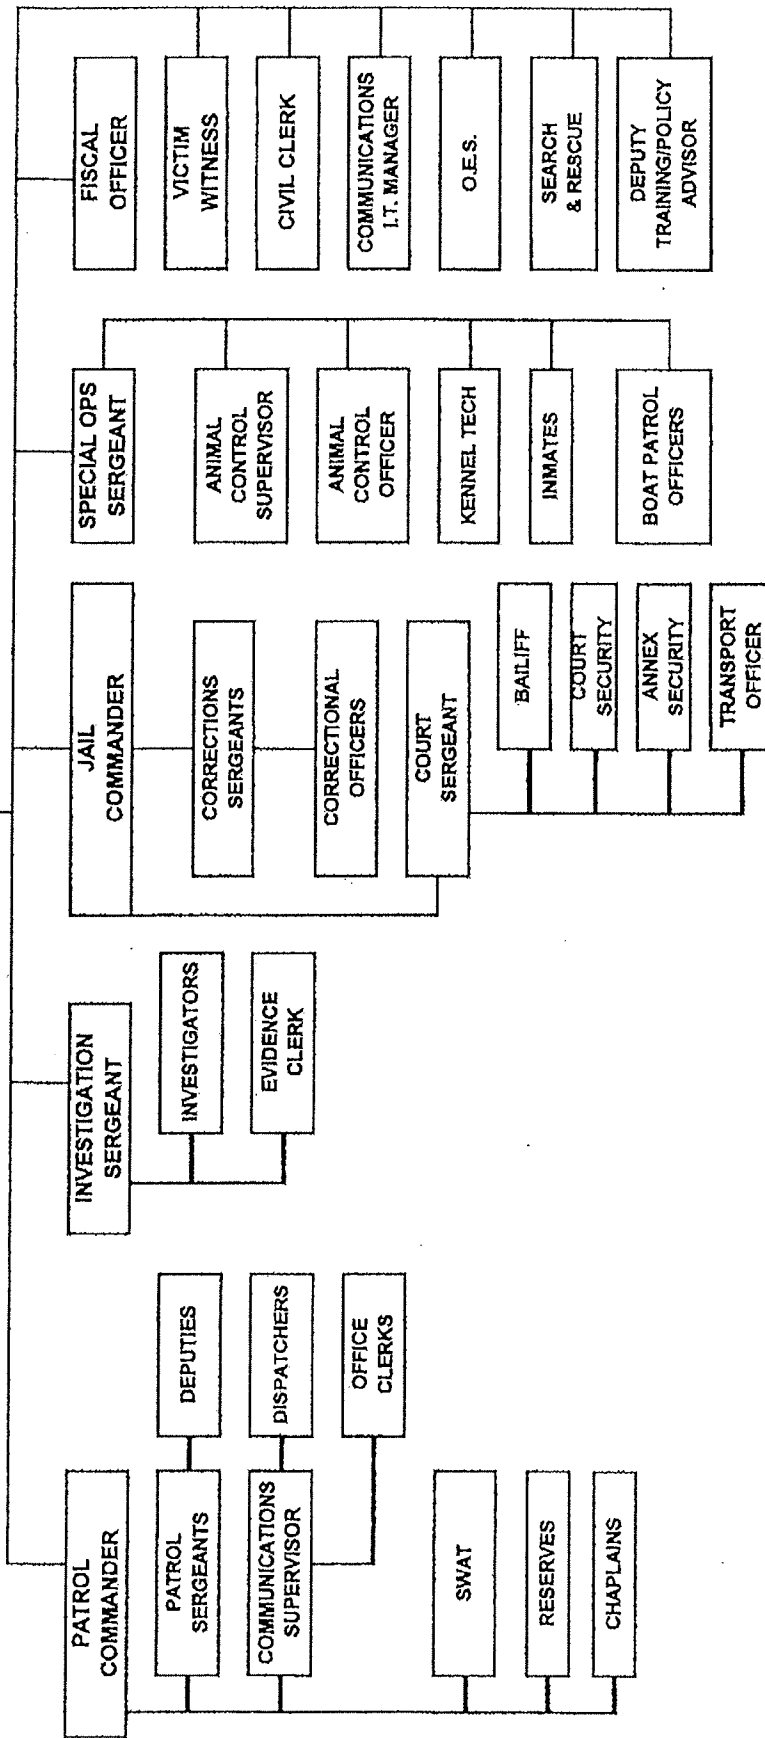 PATROL
COMMANDER
PATROL
SERGEANTS
DEPUTIES
COMMUNICATIONS
SUPERVISOR
DISPATCHERS
OFFICE
CLERKS
SWAT
RESERVES
CHAPLAINS
INVESTIGATION
SERGEANT
INVESTIGATORS
EVIDENCE
CLERK
JAIL
COMMANDER
CORRECTIONS
SERGEANTS
CORRECTIONAL
OFFICERS
COURT
SERGEANT
BAILIFF
COURT
SECURITY
ANNEX
SECURITY
TRANSPORT
OFFICER
SPECIAL OPS
SERGEANT
ANIMAL
CONTROL
SUPERVISOR
ANIMAL
CONTROL
OFFICER
KENNEL TECH
INMATES
BOAT PATROL
OFFICERS
FISCAL
OFFICER
VICTIM
WITNESS
CIVIL CLERK
COMMUNICATIONS
I.T. MANAGER
O.E.S.
SEARCH
& RESCUE
DEPUTY
TRAINING/POLICY
ADVISOR